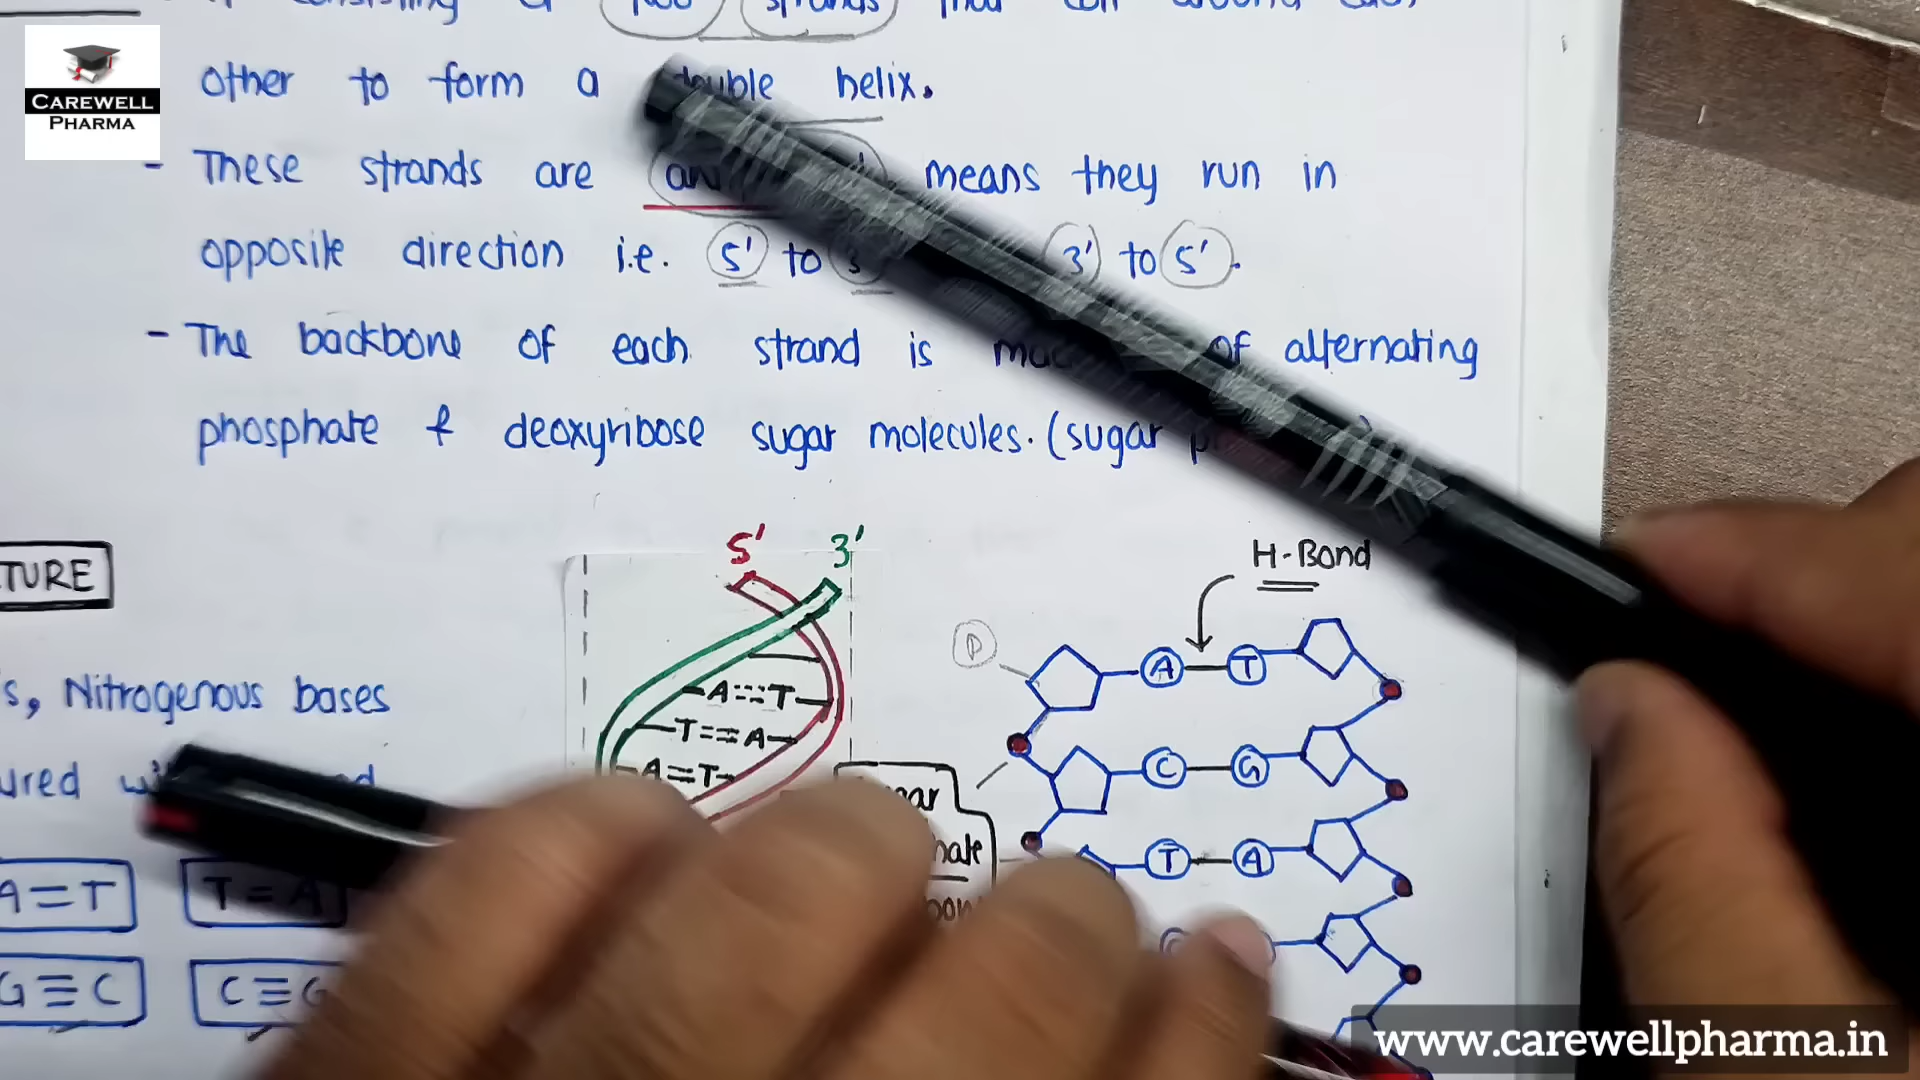 CAREWELL
PHARMA
other to form a double helix.
- These strands are means they run in
opposite direction i.e. 5' to 3 3' to 5'.
- The backbone of each strand is of alternating
phosphate & deoxyribose sugar molecules. (sugar
5' 3'
H-Bond
TURE
A T
A==T
s, Nitrogenous bases
T==A
C G
A=T
T A
A=T T=A
G≡C C≡G
www.carewellpharma.in